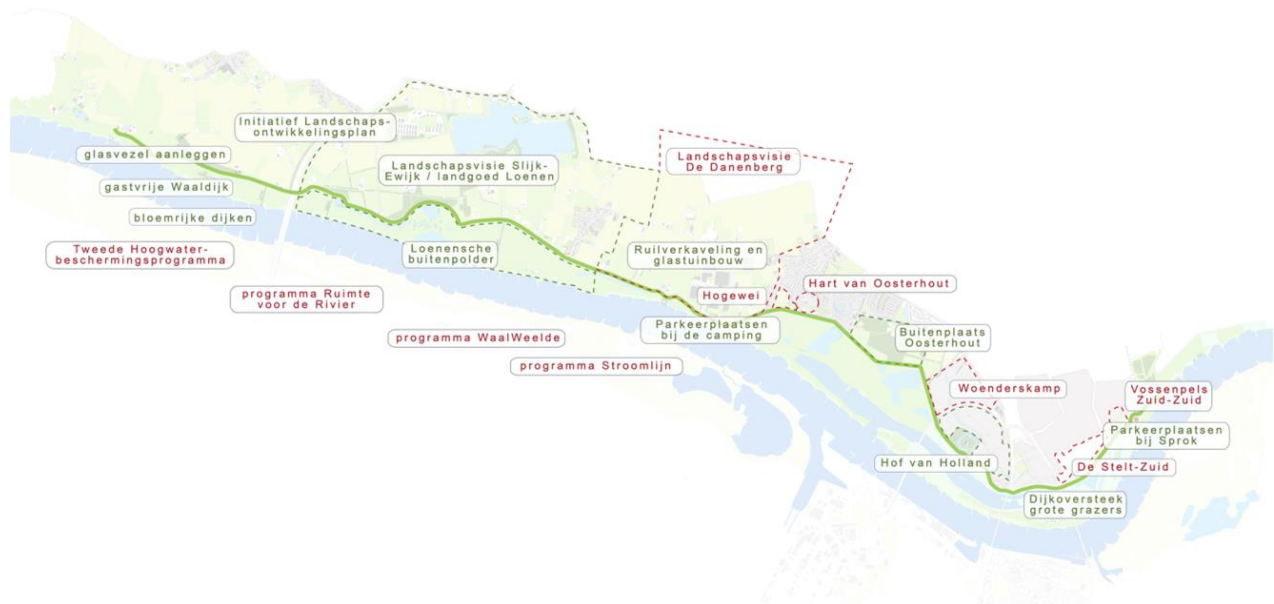 Initiatief Landschaps-
ontwikkelingsplan
glasvezel aanleggen
gastvrije Waaldijk
bloemrijke dijken
Tweede Hoogwater-
beschermingsprogramma
programma Ruimte
voor de Rivier
programma WaalWeelde
programma Stroomlijn
Landschapsvisie Slijk-
Ewijk / landgoed Loenen
Loenensche
buitenpolder
Landschapsvisie
De Danenberg
Ruilverkaveling en
glastuinbouw
Hogewei
Hart van Oosterhout
Parkeerplaatsen
bij de camping
Buitenplaats
Oosterhout
Woenderskamp
Vossenpels
Zuid-Zuid
Parkeerplaatsen
bij Sprok
Hof van Holland
De Stelt-Zuid
Dijkoversteek
grote grazers